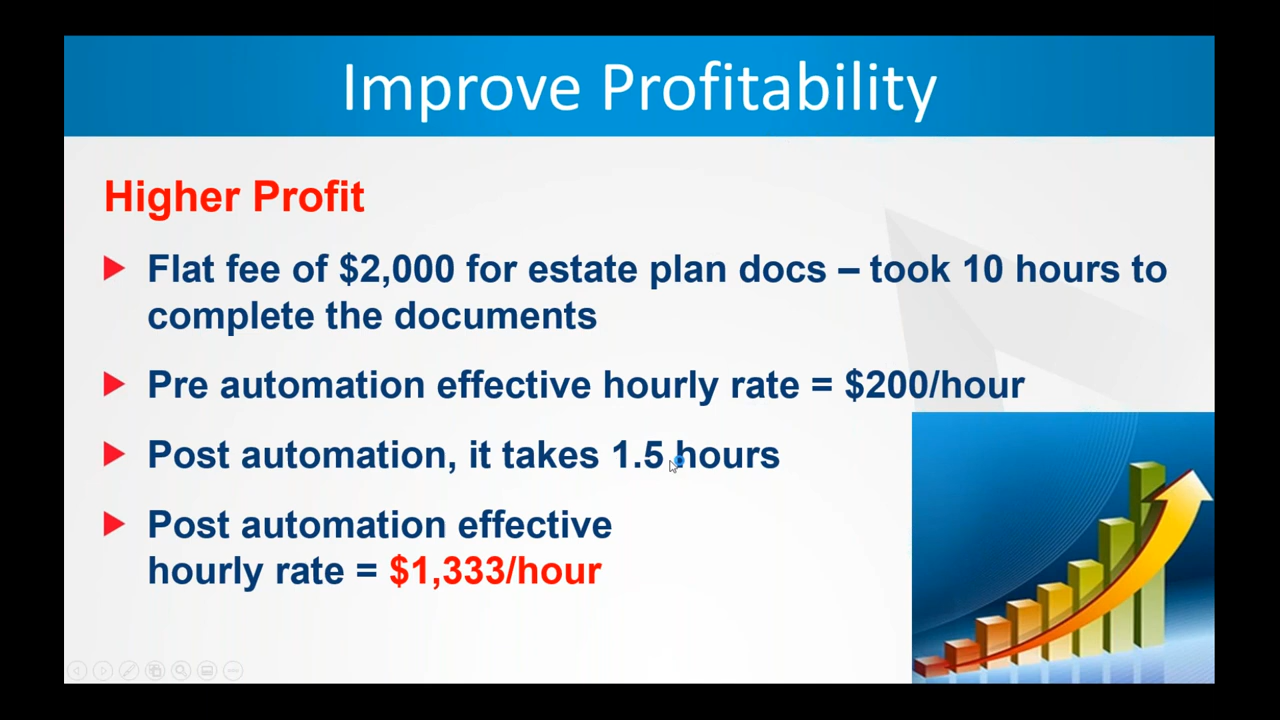 Improve Profitability
Higher Profit
Flat fee of $2,000 for estate plan docs – took 10 hours to
complete the documents
Pre automation effective hourly rate = $200/hour
Post automation, it takes 1.5 hours
Post automation effective
hourly rate = $1,333/hour